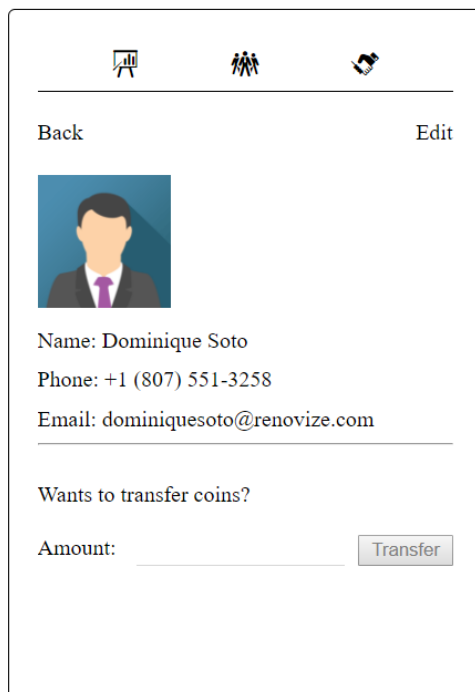 Back Edit
Name: Dominique Soto
Phone: +1 (807) 551-3258
Email: dominiquesoto@renovize.com
Wants to transfer coins?
Amount: Transfer